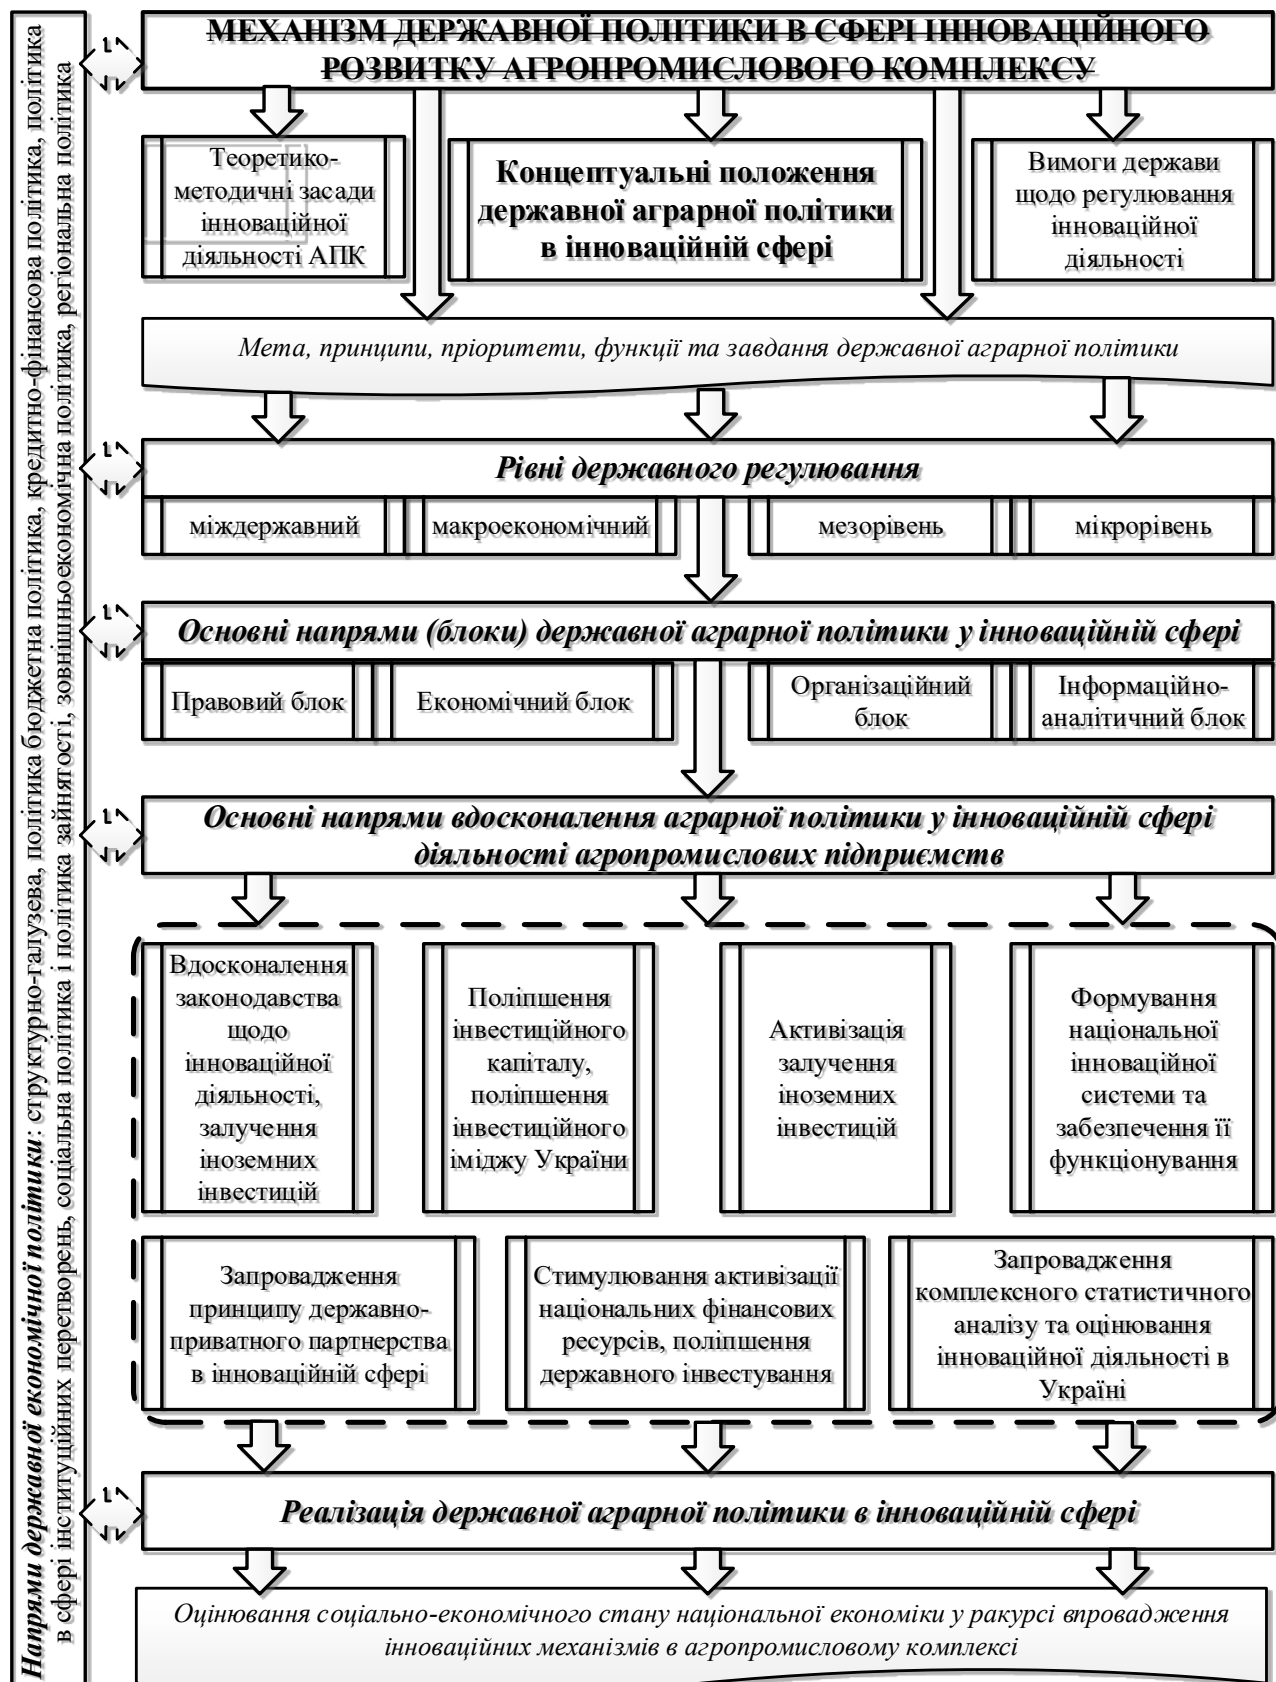 МЕХАНІЗМ ДЕРЖАВНОЇ ПОЛІТИКИ В СФЕРІ ІННОВАЦІЙНОГО
РОЗВИТКУ АГРОПРОМИСЛОВОГО КОМПЛЕКСУ
Теоретико-
методичні засади
інноваційної
діяльності АПК
Концептуальні положення
державної аграрної політики
в інноваційній сфері
Вимоги держави
щодо регулювання
інноваційної
діяльності
Мета, принципи, пріоритети, функції та завдання державної аграрної політики
Рівні державного регулювання
міждержавний
макроекономічний
мезорівень
мікрорівень
Основні напрями (блоки) державної аграрної політики у інноваційній сфері
Правовий блок
Економічний блок
Організаційний
блок
Інформаційно-
аналітичний блок
Основні напрями вдосконалення аграрної політики у інноваційній сфері
діяльності агропромислових підприємств
Вдосконалення
законодавства
щодо
інноваційної
діяльності,
залучення
іноземних
інвестицій
Поліпшення
інвестиційного
капіталу,
поліпшення
інвестиційного
іміджу України
Активізація
залучення
іноземних
інвестицій
Формування
національної
інноваційної
системи та
забезпечення її
функціонування
Запровадження
принципу державно-
приватного партнерства
в інноваційній сфері
Стимулювання активізації
національних фінансових
ресурсів, поліпшення
державного інвестування
Запровадження
комплексного статистичного
аналізу та оцінювання
інноваційної діяльності в
Україні
Реалізація державної аграрної політики в інноваційній сфері
Оцінювання соціально-економічного стану національної економіки у ракурсі впровадження
інноваційних механізмів в агропромисловому комплексі
Напрями державної економічної політики: структурно-галузева, політика бюджетна політика, кредитно-фінансова політика, політика
в сфері інституційних перетворень, соціальна політика і політика зайнятості, зовнішньоекономічна політика, регіональна політика